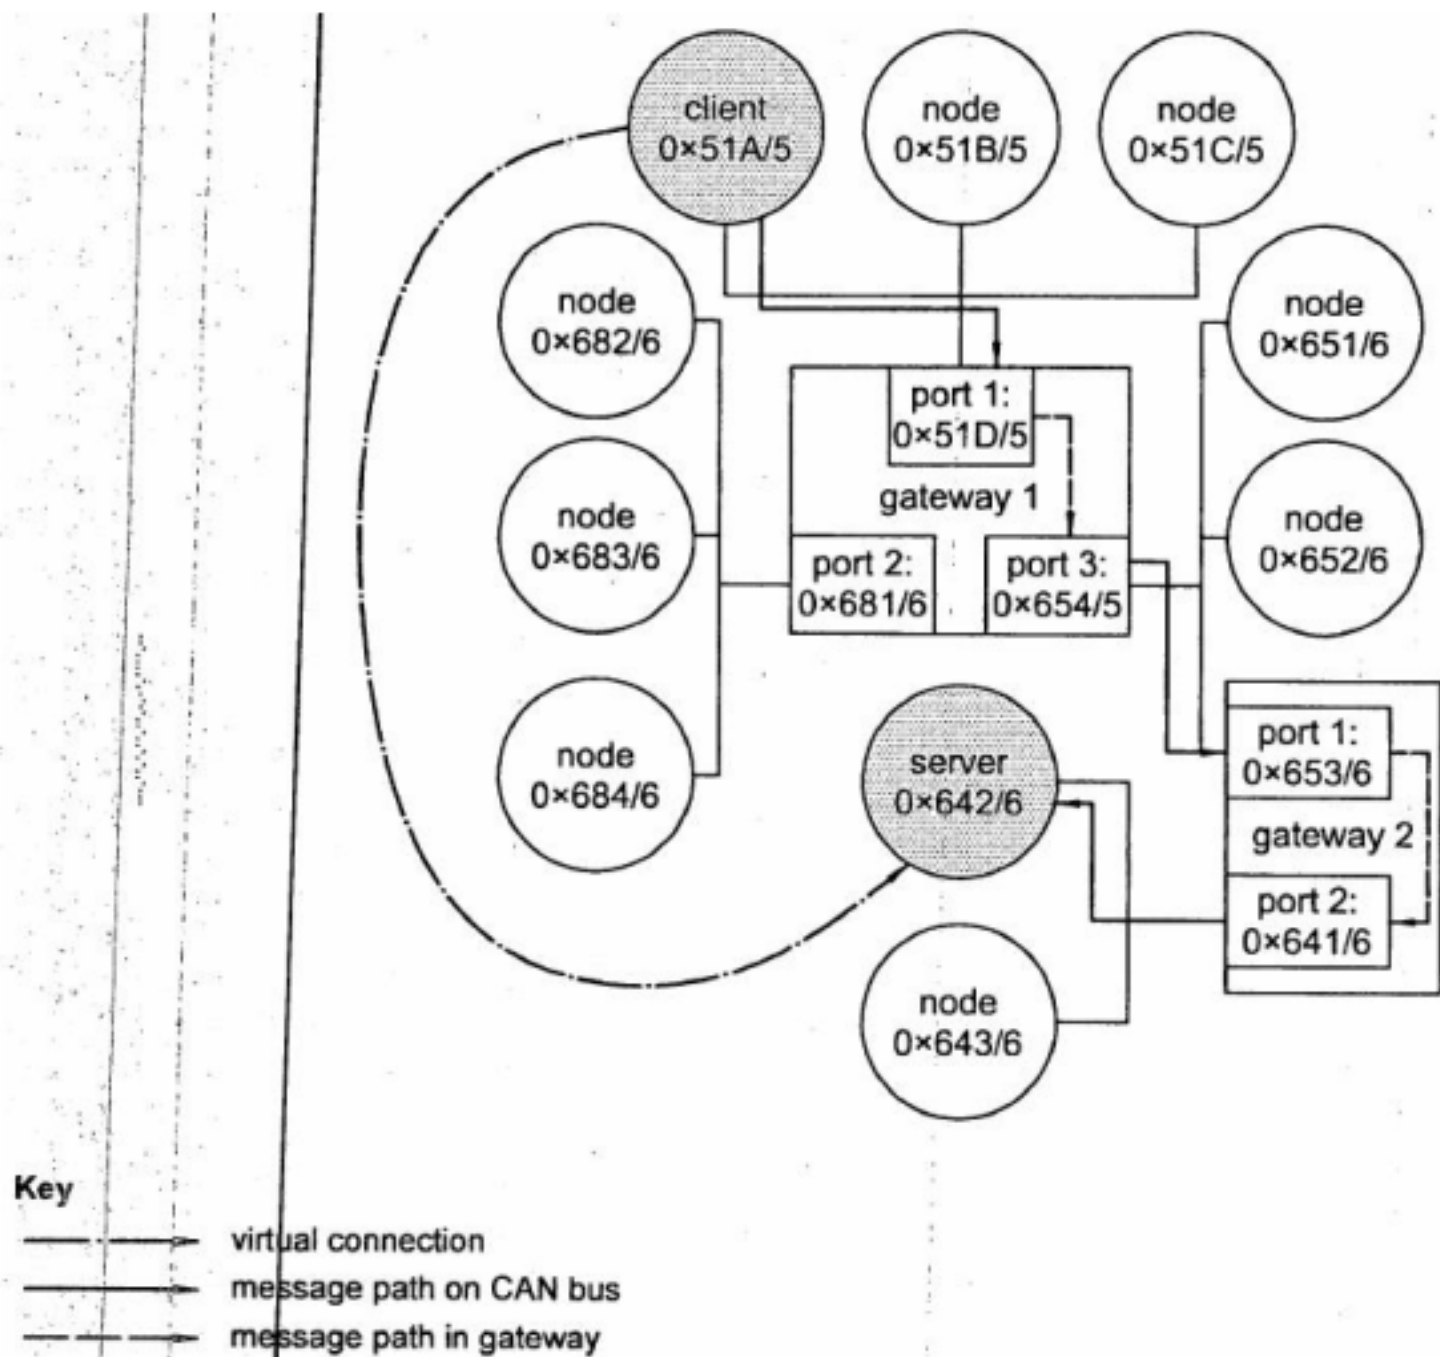 client
0×51A/5
node
0×51B/5
node
0×51C/5
node
0×682/6
node
0×651/6
port 1:
0×51D/5
gateway 1
node
0×683/6
port 2:
0×681/6
port 3:
0×654/5
node
0×652/6
node
0×684/6
server
0×642/6
port 1:
0×653/6
gateway 2
port 2:
0×641/6
node
0×643/6
Key
virtual connection
message path on CAN bus
message path in gateway